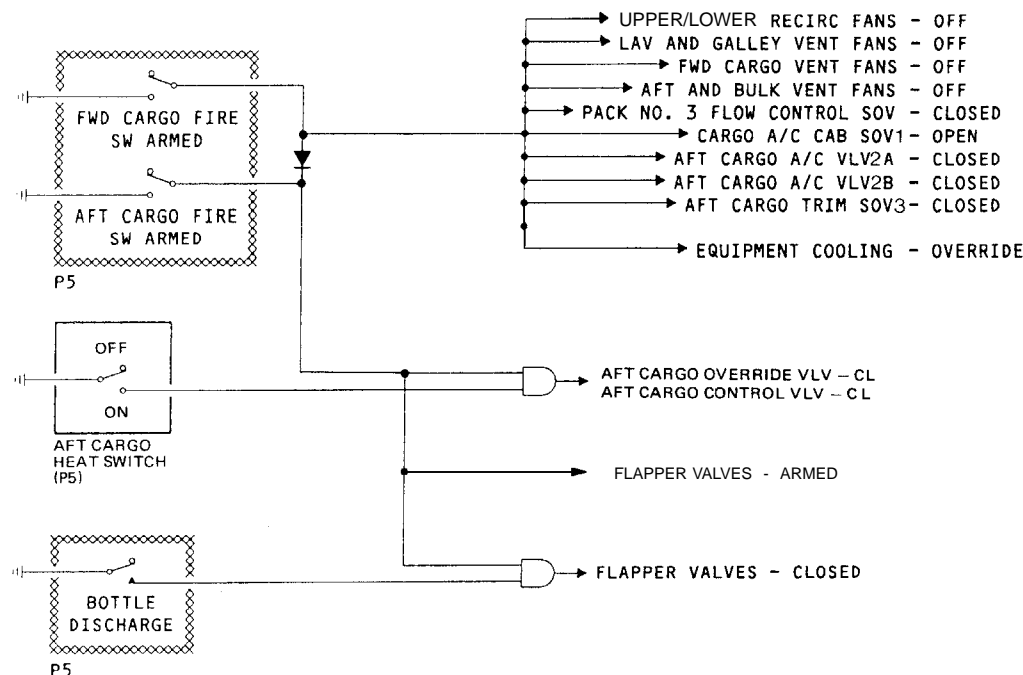 UPPER/LOWER RECIRC FANS - OFF
LAV AND GALLEY VENT FANS - OFF
FWD CARGO VENT FANS - OFF
AFT AND BULK VENT FANS - OFF
PACK NO. 3 FLOW CONTROL SOV - CLOSED
CARGO A/C CAB SOV1 - OPEN
AFT CARGO A/C VLV2A - CLOSED
AFT CARGO A/C VLV2B - CLOSED
AFT CARGO TRIM SOV3- CLOSED
EQUIPMENT COOLING - OVERRIDE
FWD CARGO FIRE
SW ARMED
AFT CARGO FIRE
SW ARMED
P5
OFF
ON
AFT CARGO
HEAT SWITCH
(P5)
AFT CARGO OVERRIDE VLV – CL
AFT CARGO CONTROL VLV – CL
FLAPPER VALVES - ARMED
FLAPPER VALVES - CLOSED
BOTTLE
DISCHARGE
P5